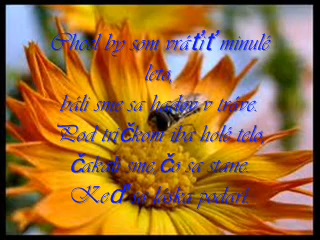 Chcel by som vrátiť minulé
leto,
báli sme sa hadov v tráve.
Pod tričkom iba holé telo,
čakali sme čo sa stane.
Keď sa láska podarí.